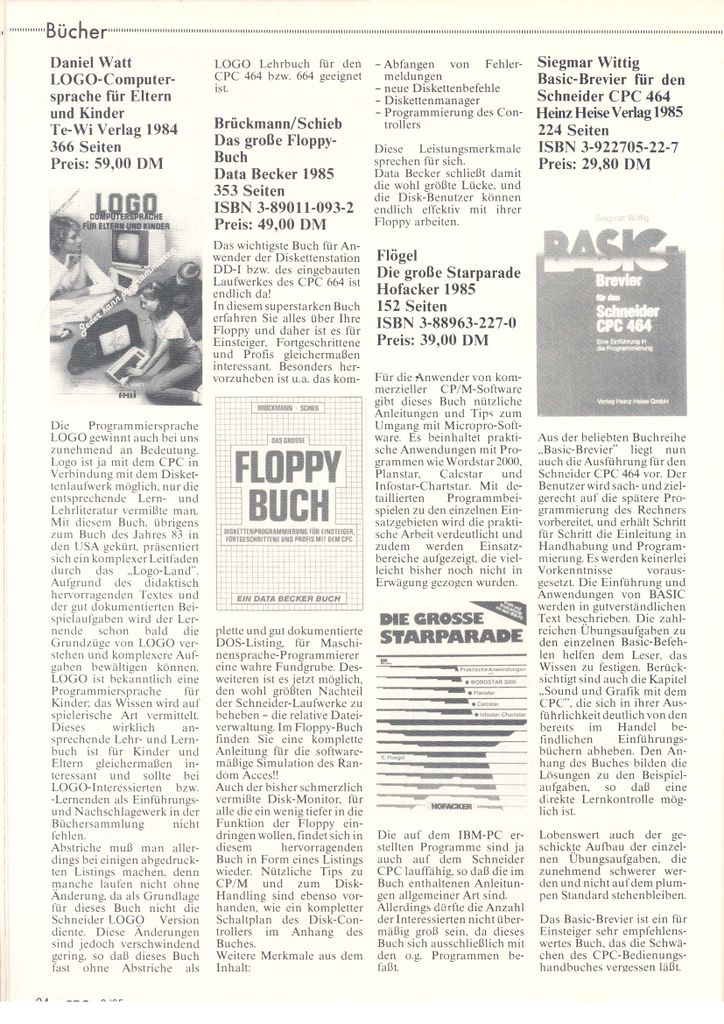 Bücher
Daniel Watt
LOGO-Computer-
sprache für Eltern
und Kinder
Te-Wi Verlag 1984
366 Seiten
Preis: 59,00 DM
LOGO
COMPUTERSPRACHE
FÜR ELTERN UND KINDER
Jeder kann programmieren
DANIEL WATT
Die Programmiersprache
LOGO gewinnt auch bei uns
zunehmend an Bedeutung.
Logo ist ja mit dem CPC in
Verbindung mit dem Disket-
tenlaufwerk möglich, nur die
entsprechende Lern- und
Lehrliteratur vermißte man.
Mit diesem Buch, übrigens
zum Buch des Jahres 83 in
den USA gekürt, präsentiert
sich ein komplexer Leitfaden
durch das „Logo-Land".
Aufgrund des didaktisch
hervorragenden Textes und
der gut dokumentierten Bei-
spielaufgaben wird der Ler-
nende schon bald die
Grundzüge von LOGO ver-
stehen und komplexere Auf-
gaben bewältigen können.
LOGO ist bekanntlich eine
Programmiersprache für
Kinder; das Wissen wird auf
spielerische Art vermittelt.
Dieses wirklich an-
sprechende Lehr- und Lern-
buch ist für Kinder und
Eltern gleichermaßen in-
teressant und sollte bei
LOGO-Interessierten bzw.
-Lernenden als Einführungs-
und Nachschlagewerk in der
Büchersammlung nicht
fehlen.
Abstriche muß man aller-
dings bei einigen abgedruck-
ten Listings machen, denn
manche laufen nicht ohne
Änderung, da als Grundlage
für dieses Buch nicht die
Schneider LOGO Version
diente. Diese Änderungen
sind jedoch verschwindend
gering, so daß dieses Buch
fast ohne Abstriche als
LOGO Lehrbuch für den
CPC 464 bzw. 664 geeignet
ist.
Brückmann/Schieb
Das große Floppy-
Buch
Data Becker 1985
353 Seiten
ISBN 3-89011-093-2
Preis: 49,00 DM
Das wichtigste Buch für An-
wender der Diskettenstation
DD-I bzw. des eingebauten
Laufwerkes des CPC 664 ist
endlich da!
In diesem superstarken Buch
erfahren Sie alles über Ihre
Floppy und daher ist es für
Einsteiger, Fortgeschrittene
und Profis gleichermaßen
interessant. Besonders her-
vorzuheben ist u.a. das kom-
BRÜCKMANN · SCHIEB
DAS GROSSE
FLOPPY
BUCH
DISKETTENPROGRAMMIERUNG FÜR EINSTEIGER,
FORTGESCHRITTENE UND PROFIS MIT DEM CPC
EIN DATA BECKER BUCH
plette und gut dokumentierte
DOS-Listing, für Maschi-
nensprache-Programmierer
eine wahre Fundgrube. Des-
weiteren ist es jetzt möglich,
den wohl größten Nachteil
der Schneider-Laufwerke zu
beheben – die relative Datei-
verwaltung. Im Floppy-Buch
finden Sie eine komplette
Anleitung für die software-
mäßige Simulation des Ran-
dom Acces!!
Auch der bisher schmerzlich
vermißte Disk-Monitor, für
alle die ein wenig tiefer in die
Funktion der Floppy ein-
dringen wollen, findet sich in
diesem hervorragenden
Buch in Form eines Listings
wieder. Nützliche Tips zu
CP/M und zum Disk-
Handling sind ebenso vor-
handen, wie ein kompletter
Schaltplan des Disk-Con-
trollers im Anhang des
Buches.
Weitere Merkmale aus dem
Inhalt:
– Abfangen von Fehler-
meldungen
– neue Diskettenbefehle
– Diskettenmanager
– Programmierung des Con-
trollers
Diese Leistungsmerkmale
sprechen für sich.
Data Becker schließt damit
die wohl größte Lücke, und
die Disk-Benutzer können
endlich effektiv mit ihrer
Floppy arbeiten.
Flögel
Die große Starparade
Hofacker 1985
152 Seiten
ISBN 3-88963-227-0
Preis: 39,00 DM
Für die Anwender von kom-
merzieller CP/M-Software
gibt dieses Buch nützliche
Anleitungen und Tips zum
Umgang mit Micropro-Soft-
ware. Es beinhaltet prakti-
sche Anwendungen mit Pro-
grammen wie Wordstar 2000,
Planstar, Calcstar und
Infostar-Chartstar. Mit de-
taillierten Programmbei-
spielen zu den einzelnen Ein-
satzgebieten wird die prakti-
sche Arbeit verdeutlicht und
zudem werden Einsatz-
bereiche aufgezeigt, die viel-
leicht bisher noch nicht in
Erwägung gezogen wurden.
DIE GROSSE
STARPARADE
Praktische Anwendungen
WORDSTAR 2000
Planstar
Calcstar
Infostar-Chartstar
E. Floegel
HOFACKER
Die auf dem IBM-PC er-
stellten Programme sind ja
auch auf dem Schneider
CPC lauffähig, so daß die im
Buch enthaltenen Anleitun-
gen allgemeiner Art sind.
Allerdings dürfte die Anzahl
der Interessierten nicht über-
mäßig groß sein, da dieses
Buch sich ausschließlich mit
den o.g. Programmen be-
faßt.
Siegmar Wittig
Basic-Brevier für den
Schneider CPC 464
Heinz Heise Verlag 1985
224 Seiten
ISBN 3-922705-22-7
Preis: 29,80 DM
Siegmar Wittig
BASIC-
Brevier
für den
Schneider
CPC 464
Eine Einführung in
die Programmierung
Verlag Heinz Heise GmbH
Aus der beliebten Buchreihe
„Basic-Brevier" liegt nun
auch die Ausführung für den
Schneider CPC 464 vor. Der
Benutzer wird sach- und ziel-
gerecht auf die spätere Pro-
grammierung des Rechners
vorbereitet, und erhält Schritt
für Schritt die Einleitung in
Handhabung und Program-
mierung. Es werden keinerlei
Vorkenntnisse voraus-
gesetzt. Die Einführung und
Anwendungen von BASIC
werden in gutverständlichen
Text beschrieben. Die zahl-
reichen Übungsaufgaben zu
den einzelnen Basic-Befeh-
len helfen dem Leser, das
Wissen zu festigen. Berück-
sichtigt sind auch die Kapitel
„Sound und Grafik mit dem
CPC", die sich in ihrer Aus-
führlichkeit deutlich von den
bereits im Handel be-
findlichen Einführungs-
büchern abheben. Den An-
hang des Buches bilden die
Lösungen zu den Beispiel-
aufgaben, so daß eine
direkte Lernkontrolle mög-
lich ist.
Lobenswert auch der ge-
schickte Aufbau der einzel-
nen Übungsaufgaben, die
zunehmend schwerer wer-
den und nicht auf dem plum-
pen Standard stehenbleiben.
Das Basic-Brevier ist ein für
Einsteiger sehr empfehlens-
wertes Buch, das die Schwä-
chen des CPC-Bedienungs-
handbuches vergessen läßt.